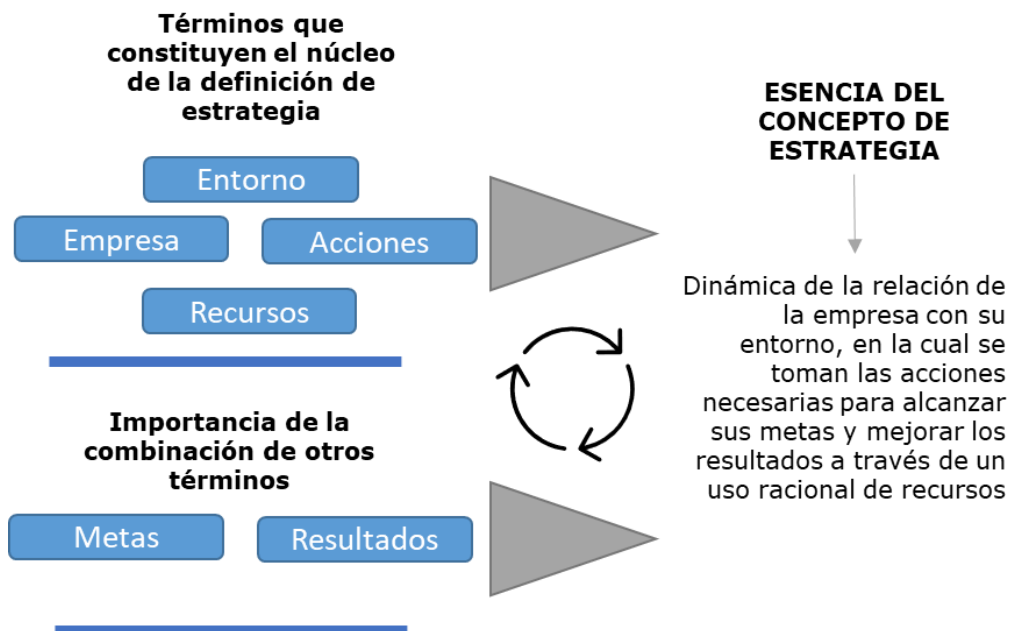 Términos que
constituyen el núcleo
de la definición de
estrategia
Entorno
Empresa
Acciones
Recursos
Importancia de la
combinación de otros
términos
Metas
Resultados
ESENCIA DEL
CONCEPTO DE
ESTRATEGIA
Dinámica de la relación de
la empresa con su
entorno, en la cual se
toman las acciones
necesarias para alcanzar
sus metas y mejorar los
resultados a través de un
uso racional de recursos